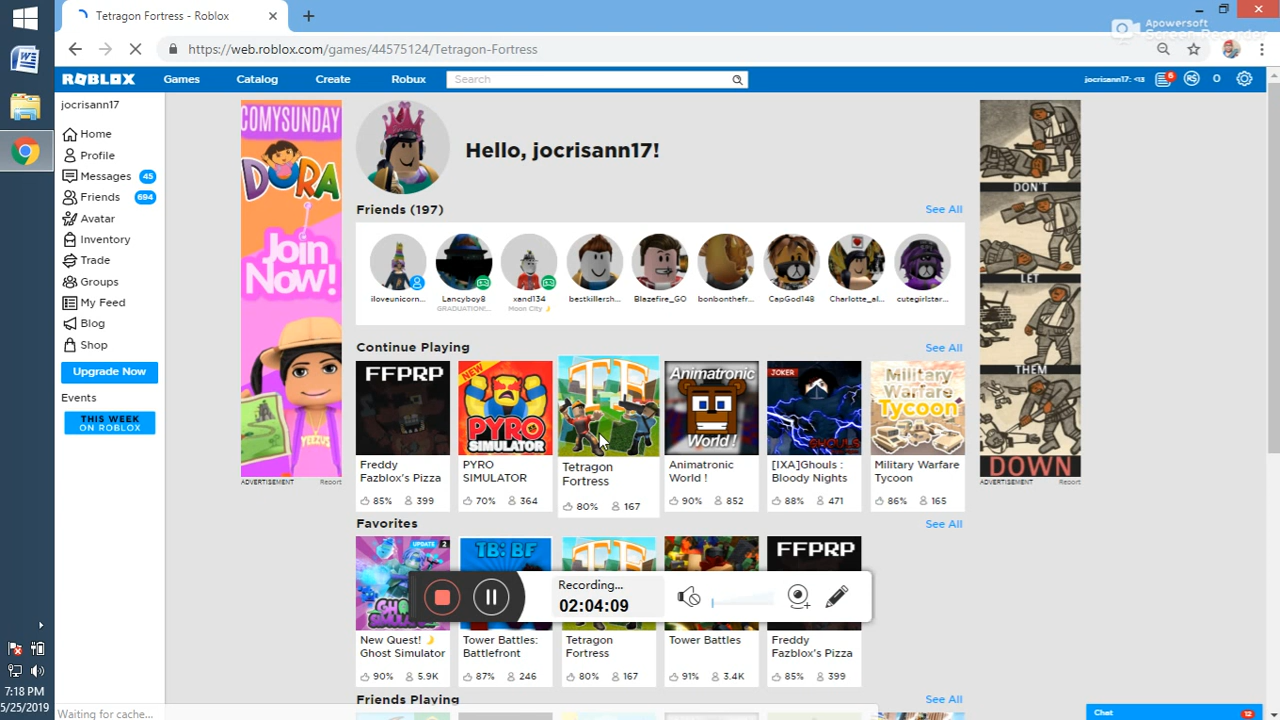 Tetragon Fortress - Roblox
Apowersoft
Screen Recorder
https://web.roblox.com/games/44575124/Tetragon-Fortress
ROBLOX Games Catalog Create Robux Search jocrisann17: <13 6 0
jocrisann17
Home
Profile
Messages 45
Friends 694
Avatar
Inventory
Trade
Groups
My Feed
Blog
Shop
Upgrade Now
Events
THIS WEEK
ON ROBLOX
COMYSUNDAY
DORA
Join
Now!
YEEZUS
ADVERTISEMENT Report
Hello, jocrisann17!
Friends (197) See All
iloveunicorn... Lancyboy8 xand134 bestkillersh... Blazefire_GO bonbonthefr... CapGod148 Charlotte_al... cutegirlstar...
GRADUATION:... Moon City 🌙
Continue Playing See All
FFPRP
NEW
PYRO
SIMULATOR
TF
Animatronic
World !
JOKER
GHOULS
Military
Warfare
Tycoon
Freddy
Fazblox's Pizza
85% 399
PYRO
SIMULATOR
70% 364
Tetragon
Fortress
80% 167
Animatronic
World !
90% 852
[IXA]Ghouls :
Bloody Nights
88% 471
Military Warfare
Tycoon
86% 165
Favorites See All
UPDATE 2
TB: BF
FFPRP
Recording...
02:04:09
New Quest! 🌙
Ghost Simulator
90% 5.9K
Tower Battles:
Battlefront
87% 246
Tetragon
Fortress
80% 167
Tower Battles
91% 3.4K
Freddy
Fazblox's Pizza
85% 399
Friends Playing See All
DON'T
LET
THEM
DOWN
ADVERTISEMENT Report
Chat 12
Waiting for cache...
7:18 PM
5/25/2019